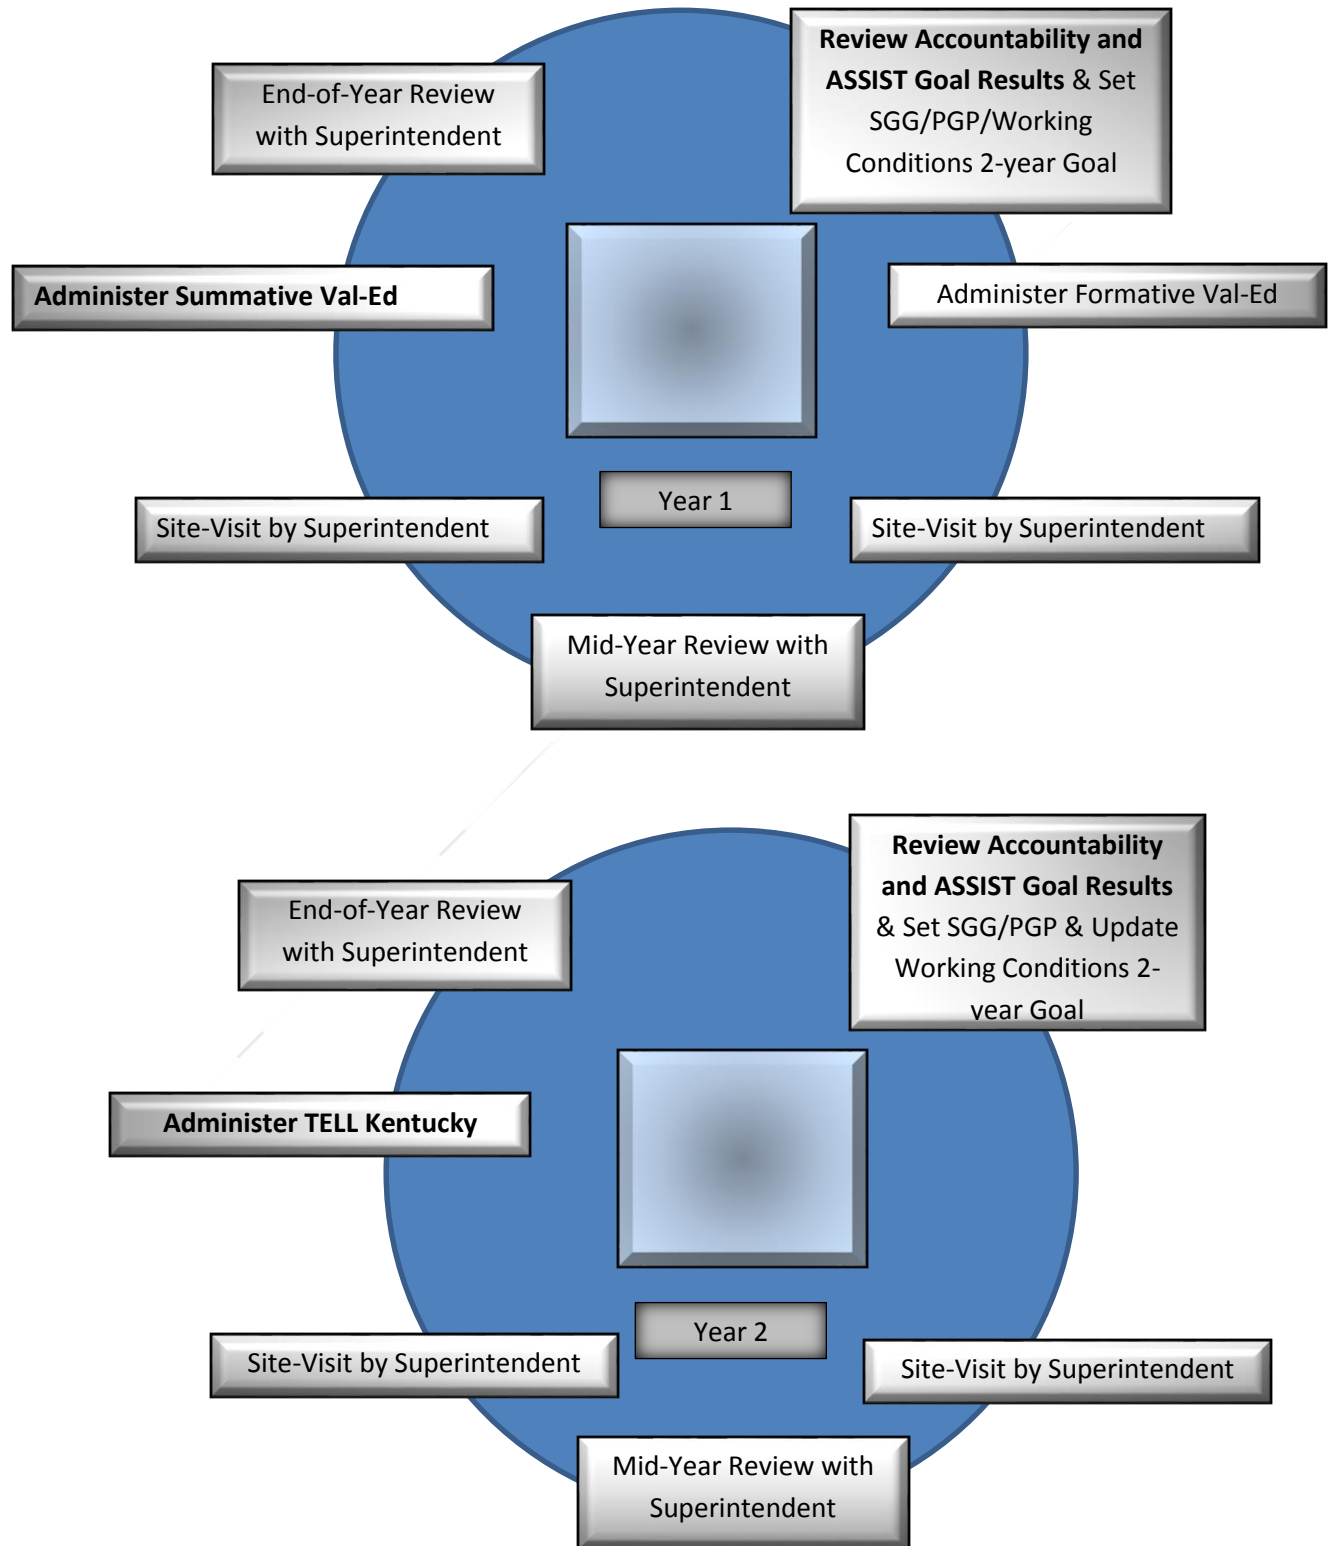 Review Accountability and
ASSIST Goal Results & Set
SGG/PGP/Working
Conditions 2-year Goal
End-of-Year Review
with Superintendent
Administer Summative Val-Ed
Administer Formative Val-Ed
Year 1
Site-Visit by Superintendent
Site-Visit by Superintendent
Mid-Year Review with
Superintendent
Review Accountability
and ASSIST Goal Results
& Set SGG/PGP & Update
Working Conditions 2-
year Goal
End-of-Year Review
with Superintendent
Administer TELL Kentucky
Year 2
Site-Visit by Superintendent
Site-Visit by Superintendent
Mid-Year Review with
Superintendent